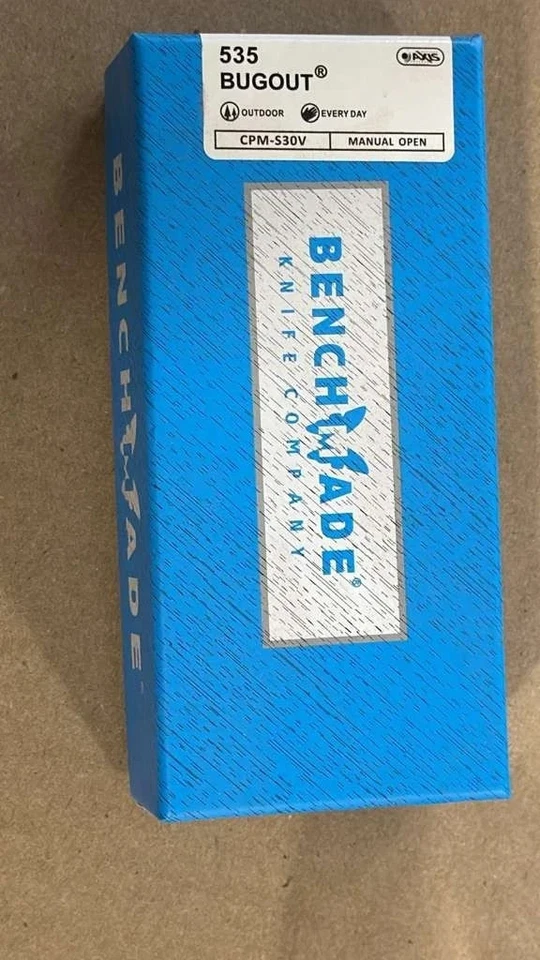 535
BUGOUT®
AXIS
OUTDOOR EVERY DAY
CPM-S30V MANUAL OPEN
BENCHMADE®
KNIFE COMPANY
BENCHMADE